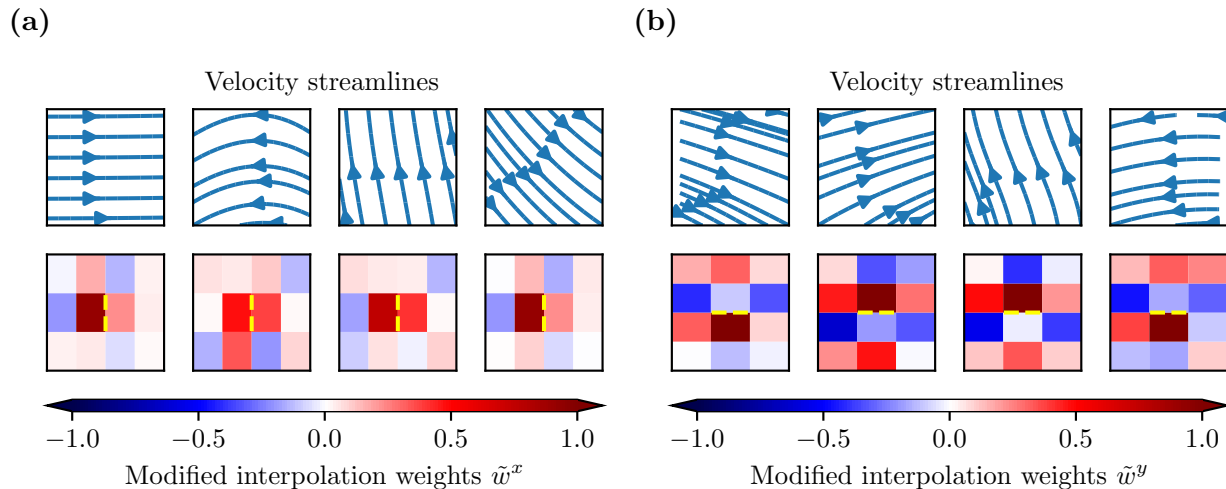 (a)
(b)
Velocity streamlines
Velocity streamlines
−1.0 −0.5 0.0 0.5 1.0
−1.0 −0.5 0.0 0.5 1.0
Modified interpolation weights w̃ˣ
Modified interpolation weights w̃ʸ